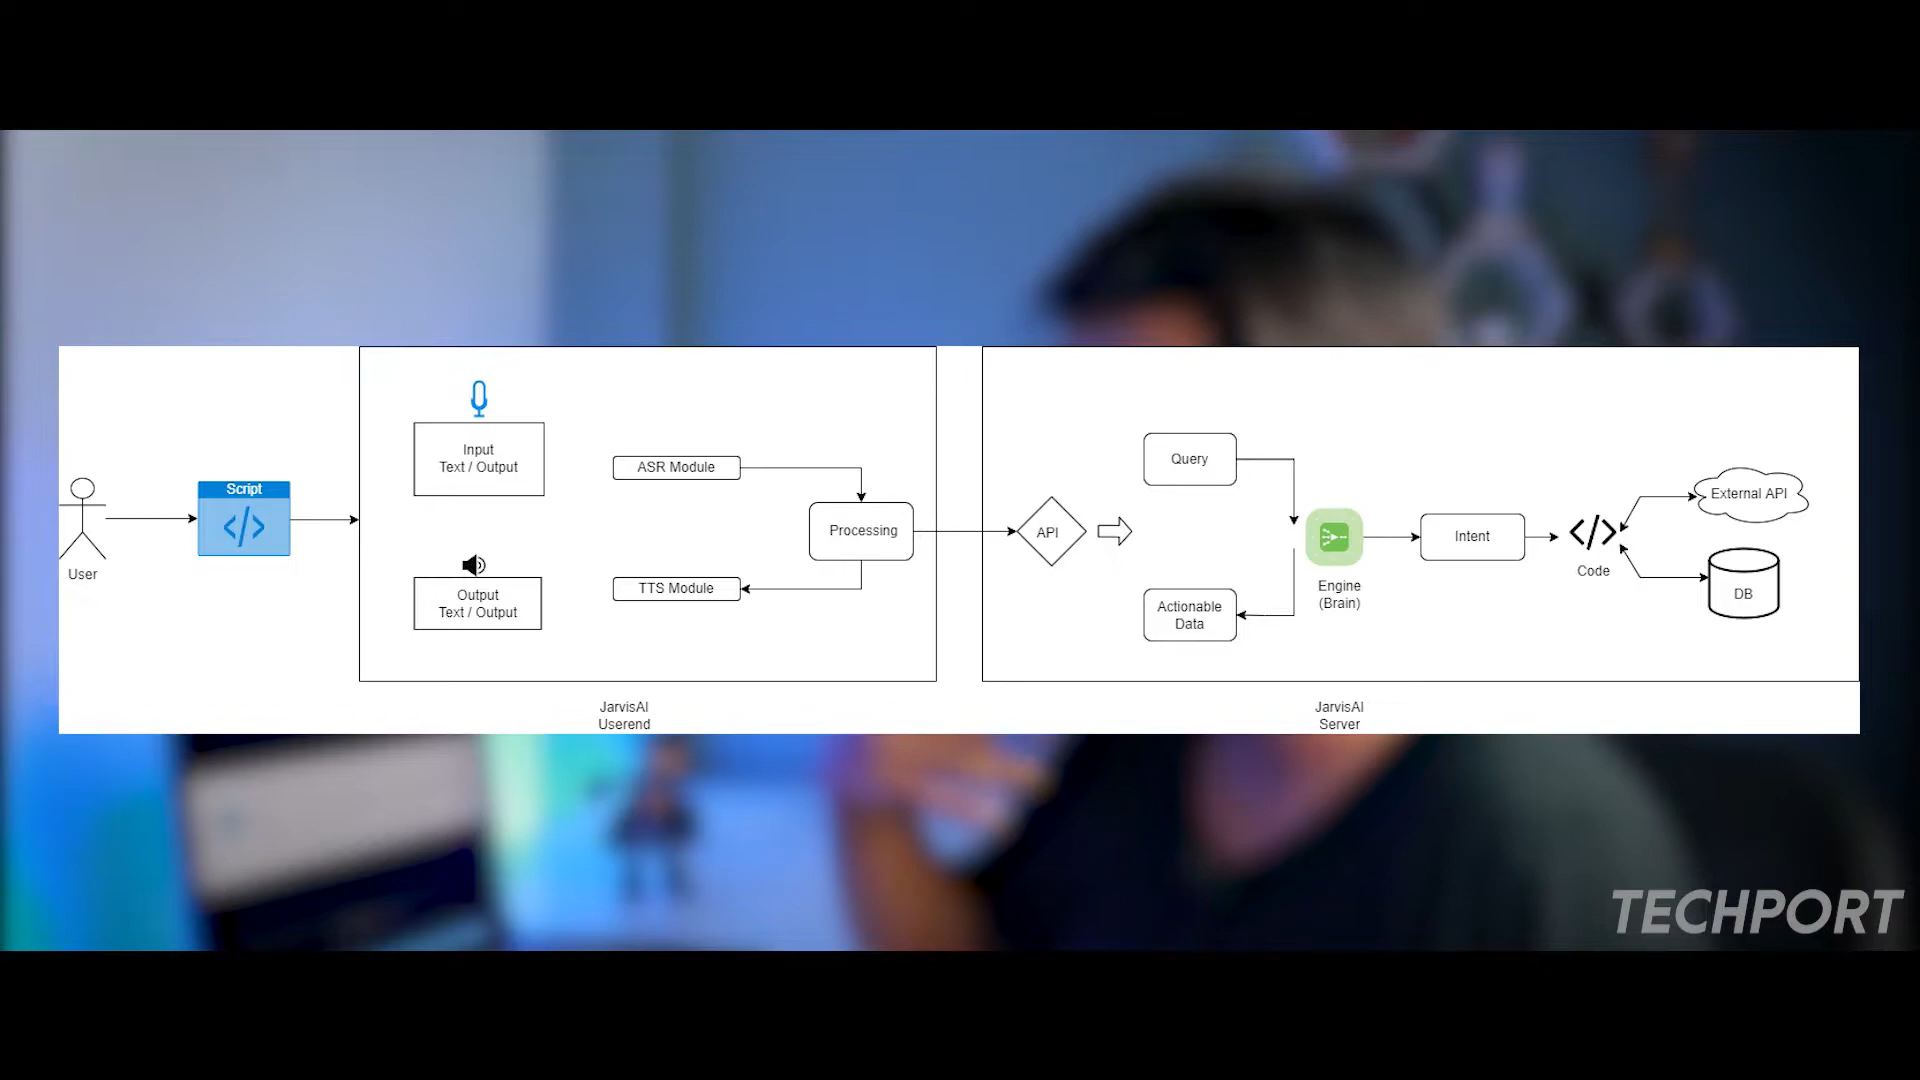 User
Script
Input
Text / Output
Output
Text / Output
ASR Module
TTS Module
Processing
JarvisAI
Userend
API
Query
Actionable
Data
Engine
(Brain)
Intent
Code
External API
DB
JarvisAI
Server
TECHPORT